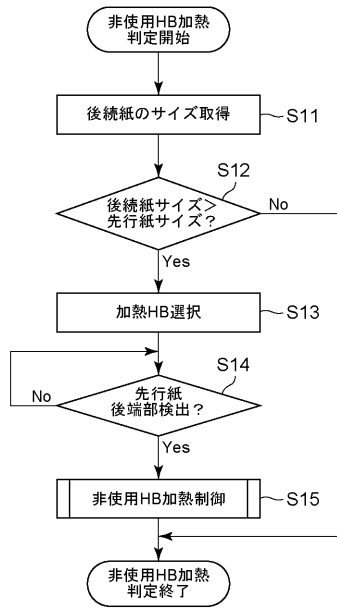 非使用HB加熱
判定開始
後続紙のサイズ取得
S11
S12
後続紙サイズ＞
先行紙サイズ？
No
Yes
加熱HB選択
S13
S14
先行紙
後端部検出？
No
Yes
非使用HB加熱制御
S15
非使用HB加熱
判定終了